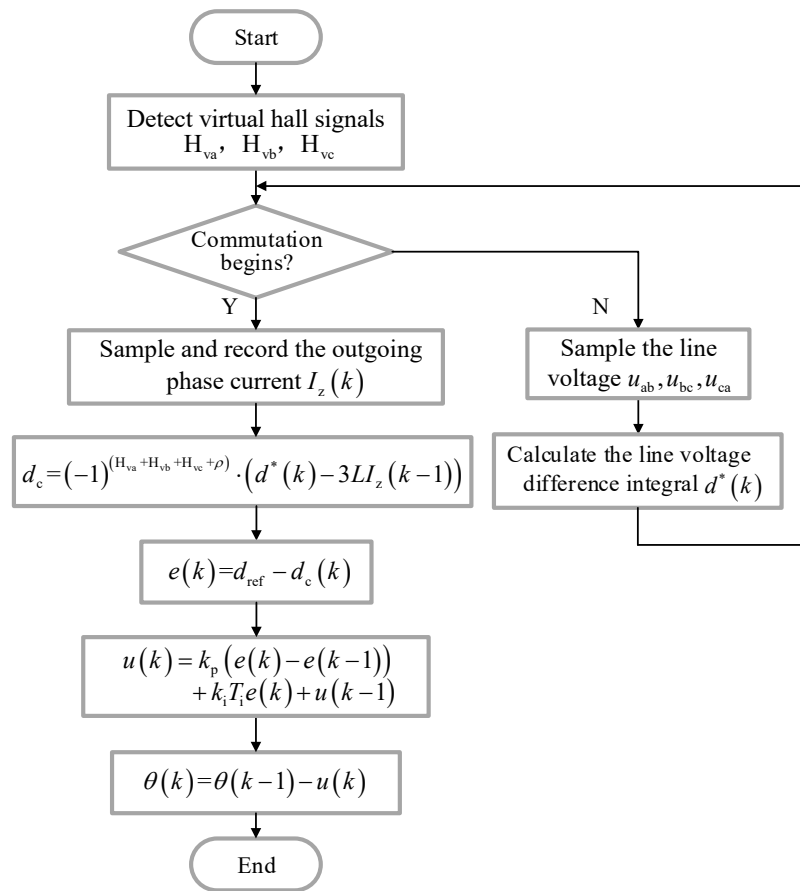 Start
Detect virtual hall signals
H_va, H_vb, H_vc
Commutation
begins?
Y
N
Sample and record the outgoing
phase current I_z(k)
Sample the line
voltage u_ab,u_bc,u_ca
d_c=(-1)^(H_va+H_vb+H_vc+ρ)·(d*(k)-3LI_z(k-1))
Calculate the line voltage
difference integral d*(k)
e(k)=d_ref-d_c(k)
u(k)=k_p(e(k)-e(k-1))
+k_iT_ie(k)+u(k-1)
θ(k)=θ(k-1)-u(k)
End